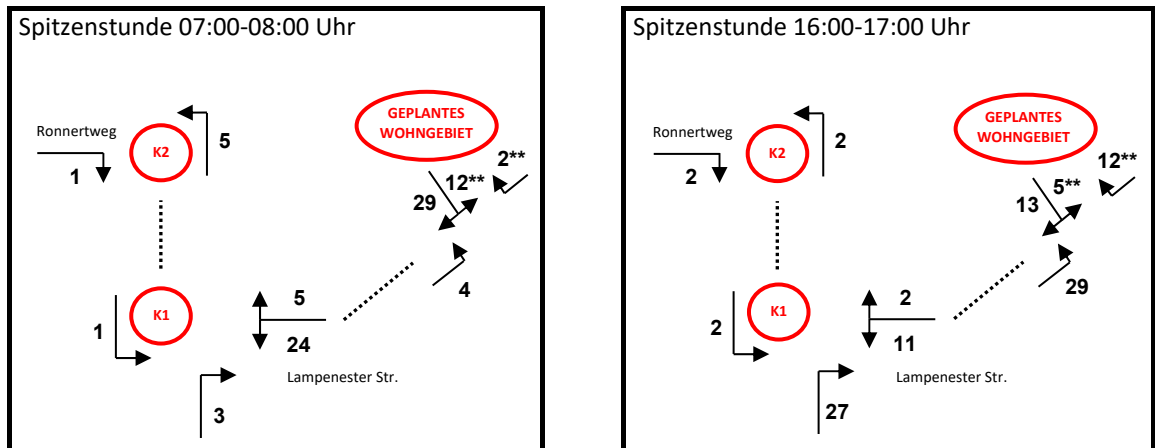 Spitzenstunde 07:00-08:00 Uhr
GEPLANTES
WOHNGEBIET
Ronnertweg
K2
5
1
2**
12**
29
4
K1
1
5
24
Lampenester Str.
3
Spitzenstunde 16:00-17:00 Uhr
GEPLANTES
WOHNGEBIET
Ronnertweg
K2
2
2
12**
5**
13
29
K1
2
2
11
Lampenester Str.
27